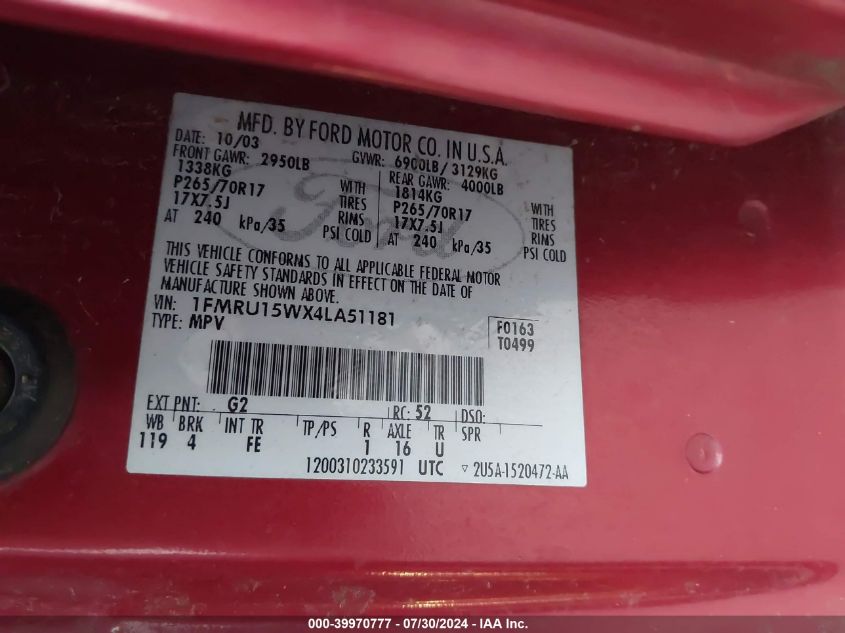 MFD. BY FORD MOTOR CO. IN U.S.A.
DATE: 10/03 GVWR: 6900LB/ 3129KG
FRONT GAWR: 2950LB REAR GAWR: 4000LB
1338KG WITH 1814KG WITH
P265/70R17 TIRES P265/70R17 TIRES
17X7.5J RIMS 17X7.5J RIMS
AT 240 kPa/35 PSI COLD AT 240 kPa/35 PSI COLD
Ford
THIS VEHICLE CONFORMS TO ALL APPLICABLE FEDERAL MOTOR
VEHICLE SAFETY STANDARDS IN EFFECT ON THE DATE OF
MANUFACTURE SHOWN ABOVE.
VIN: 1FMRU15WX4LA51181
TYPE: MPV
F0163
T0499
EXT PNT: G2 RC: 52 DSO:
WB BRK INT TR TP/PS R AXLE TR SPR
119 4 FE 1 16 U
1200310233591 UTC ▽ 2U5A-1520472-AA
000-39970777 - 07/30/2024 - IAA Inc.